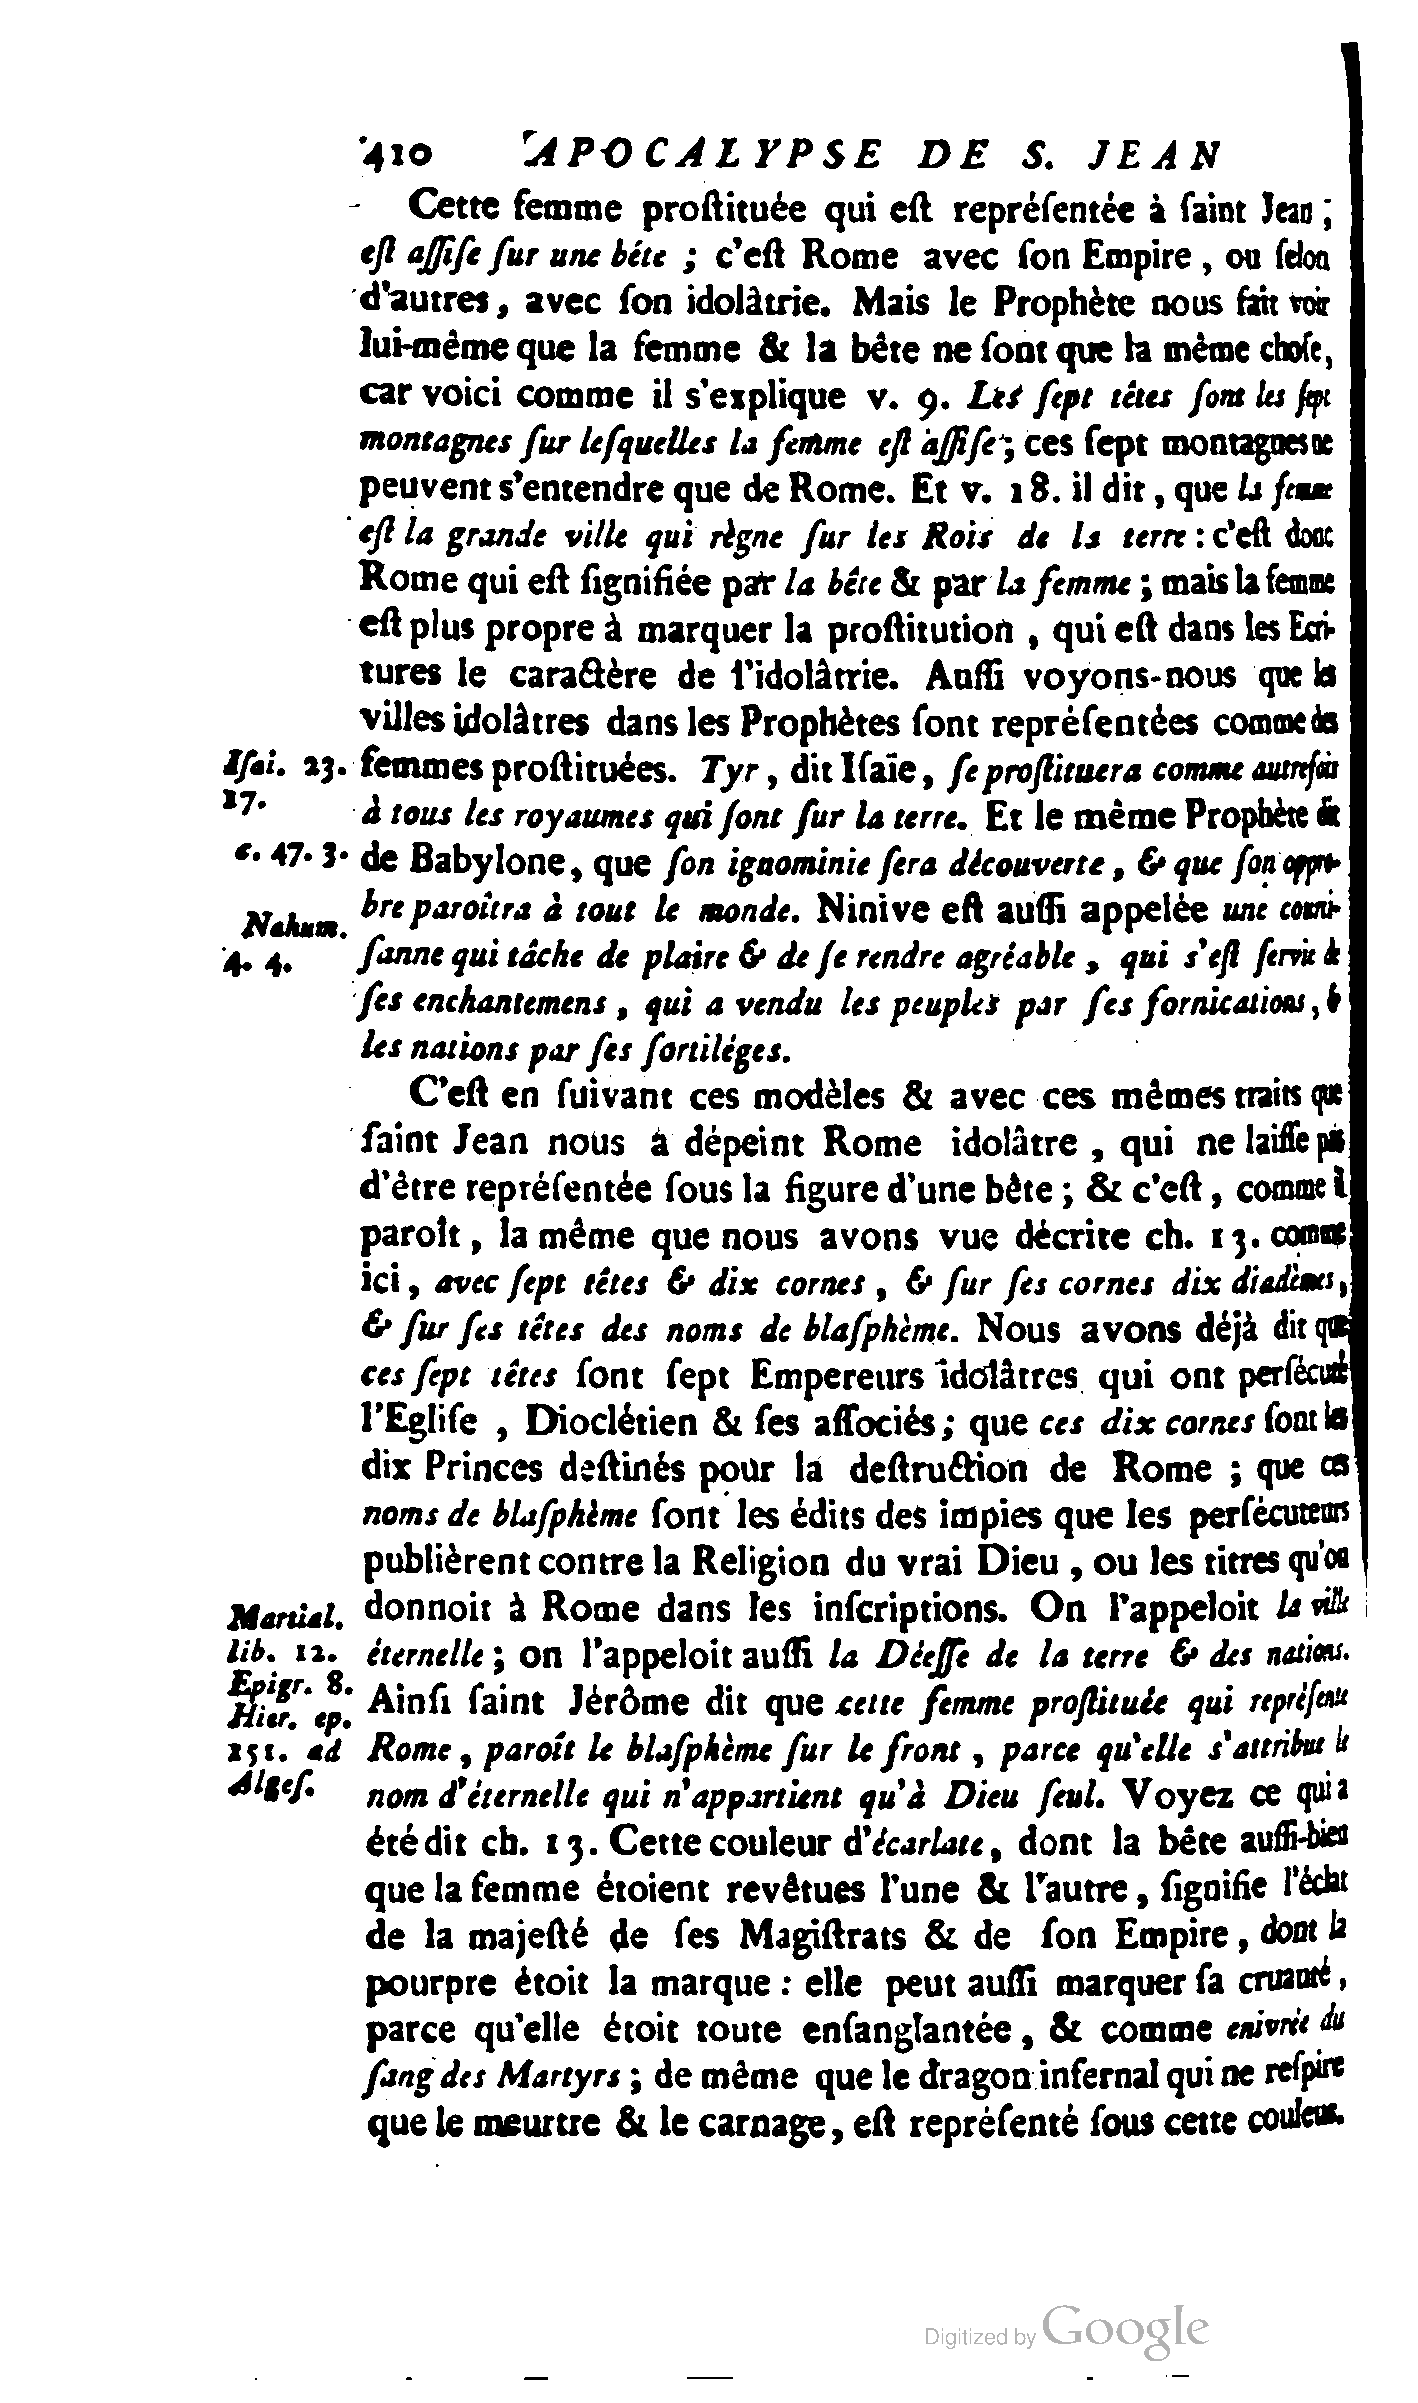 410 APOCALYPSE DE S. JEAN
Cette femme proſtituée qui eſt repréſentée à ſaint Jean;
eſt aſſiſe ſur une béte ; c'eſt Rome avec ſon Empire, ou ſelon
d'autres, avec ſon idolâtrie. Mais le Prophète nous fait voir
lui-même que la femme & la bête ne ſont que la même choſe,
car voici comme il s'explique v. 9. Les ſept têtes ſont les ſept
montagnes ſur leſquelles la femme eſt aſſiſe ; ces ſept montagnes ne
peuvent s'entendre que de Rome. Et v. 18. il dit, que la femme
eſt la grande ville qui règne ſur les Rois de la terre : c'eſt donc
Rome qui eſt ſignifiée par la bête & par la femme ; mais la femme
eſt plus propre à marquer la proſtitution , qui eſt dans les Ecri-
tures le caractère de l'idolâtrie. Auſſi voyons-nous que les
villes idolâtres dans les Prophètes ſont repréſentées comme des
Iſai. 23. femmes proſtituées. Tyr, dit Iſaïe, ſe proſtituera comme autrefois
17. à tous les royaumes qui ſont ſur la terre. Et le même Prophète dit
c. 47. 3. de Babylone, que ſon ignominie ſera découverte, & que ſon oppro-
Nahum. bre paroîtra à tout le monde. Ninive eſt auſſi appelée une courti-
4. 4. ſanne qui tâche de plaire & de ſe rendre agréable, qui s'eſt ſervie de
ſes enchantemens, qui a vendu les peuples par ſes fornications, &
les nations par ſes ſortiléges.
C'eſt en ſuivant ces modèles & avec ces mêmes traits que
ſaint Jean nous a dépeint Rome idolâtre, qui ne laiſſe pas
d'être repréſentée ſous la figure d'une bête ; & c'eſt, comme il
paroît, la même que nous avons vue décrite ch. 13. comme
ici, avec ſept têtes & dix cornes, & ſur ſes cornes dix diadèmes,
& ſur ſes têtes des noms de blaſphème. Nous avons déjà dit que
ces ſept têtes ſont ſept Empereurs idolâtres qui ont perſécuté
l'Egliſe , Dioclétien & ſes aſſociés; que ces dix cornes ſont les
dix Princes deſtinés pour la deſtruction de Rome ; que ces
noms de blaſphème ſont les édits des impies que les perſécuteurs
publièrent contre la Religion du vrai Dieu , ou les titres qu'on
Martial. donnoit à Rome dans les inſcriptions. On l'appeloit la ville
lib. 12. éternelle ; on l'appeloit auſſi la Déeſſe de la terre & des nations.
Epigr. 8.
Hier. ep. Ainſi ſaint Jérôme dit que cette femme proſtituée qui repréſente
151. ad Rome, paroît le blaſphème ſur le front, parce qu'elle s'attribue le
Algeſ. nom d'éternelle qui n'appartient qu'à Dieu ſeul. Voyez ce qui a
été dit ch. 13. Cette couleur d'écarlate, dont la bête auſſi-bien
que la femme étoient revêtues l'une & l'autre, ſignifie l'éclat
de la majeſté de ſes Magiſtrats & de ſon Empire, dont la
pourpre étoit la marque : elle peut auſſi marquer ſa cruauté,
parce qu'elle étoit toute enſanglantée, & comme enivrée du
ſang des Martyrs ; de même que le dragon infernal qui ne reſpire
que le meurtre & le carnage, eſt repréſenté ſous cette couleur.
Digitized by Google